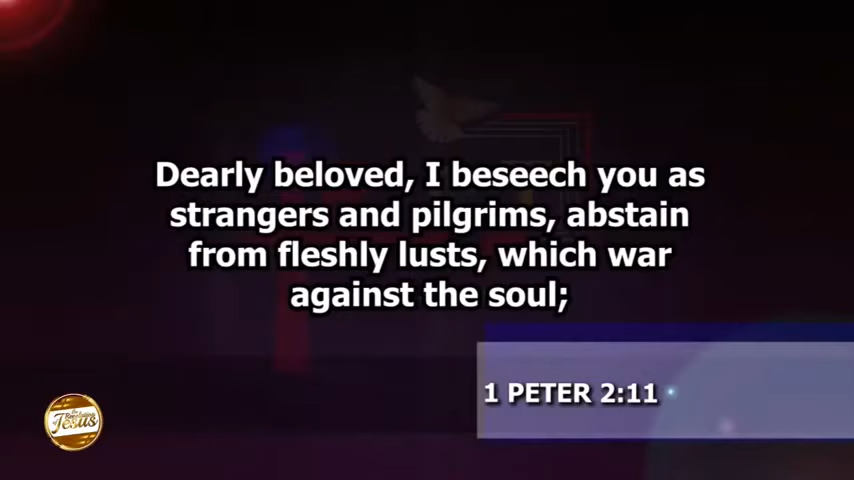 Dearly beloved, I beseech you as
strangers and pilgrims, abstain
from fleshly lusts, which war
against the soul;
1 PETER 2:11
Jesus